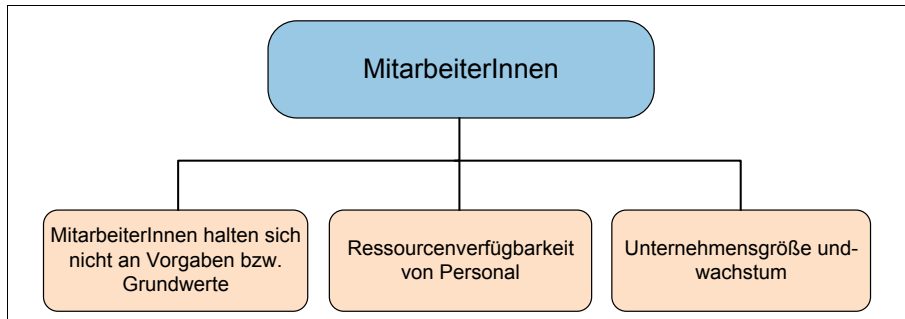 MitarbeiterInnen
MitarbeiterInnen halten sich
nicht an Vorgaben bzw.
Grundwerte
Ressourcenverfügbarkeit
von Personal
Unternehmensgröße und-
wachstum